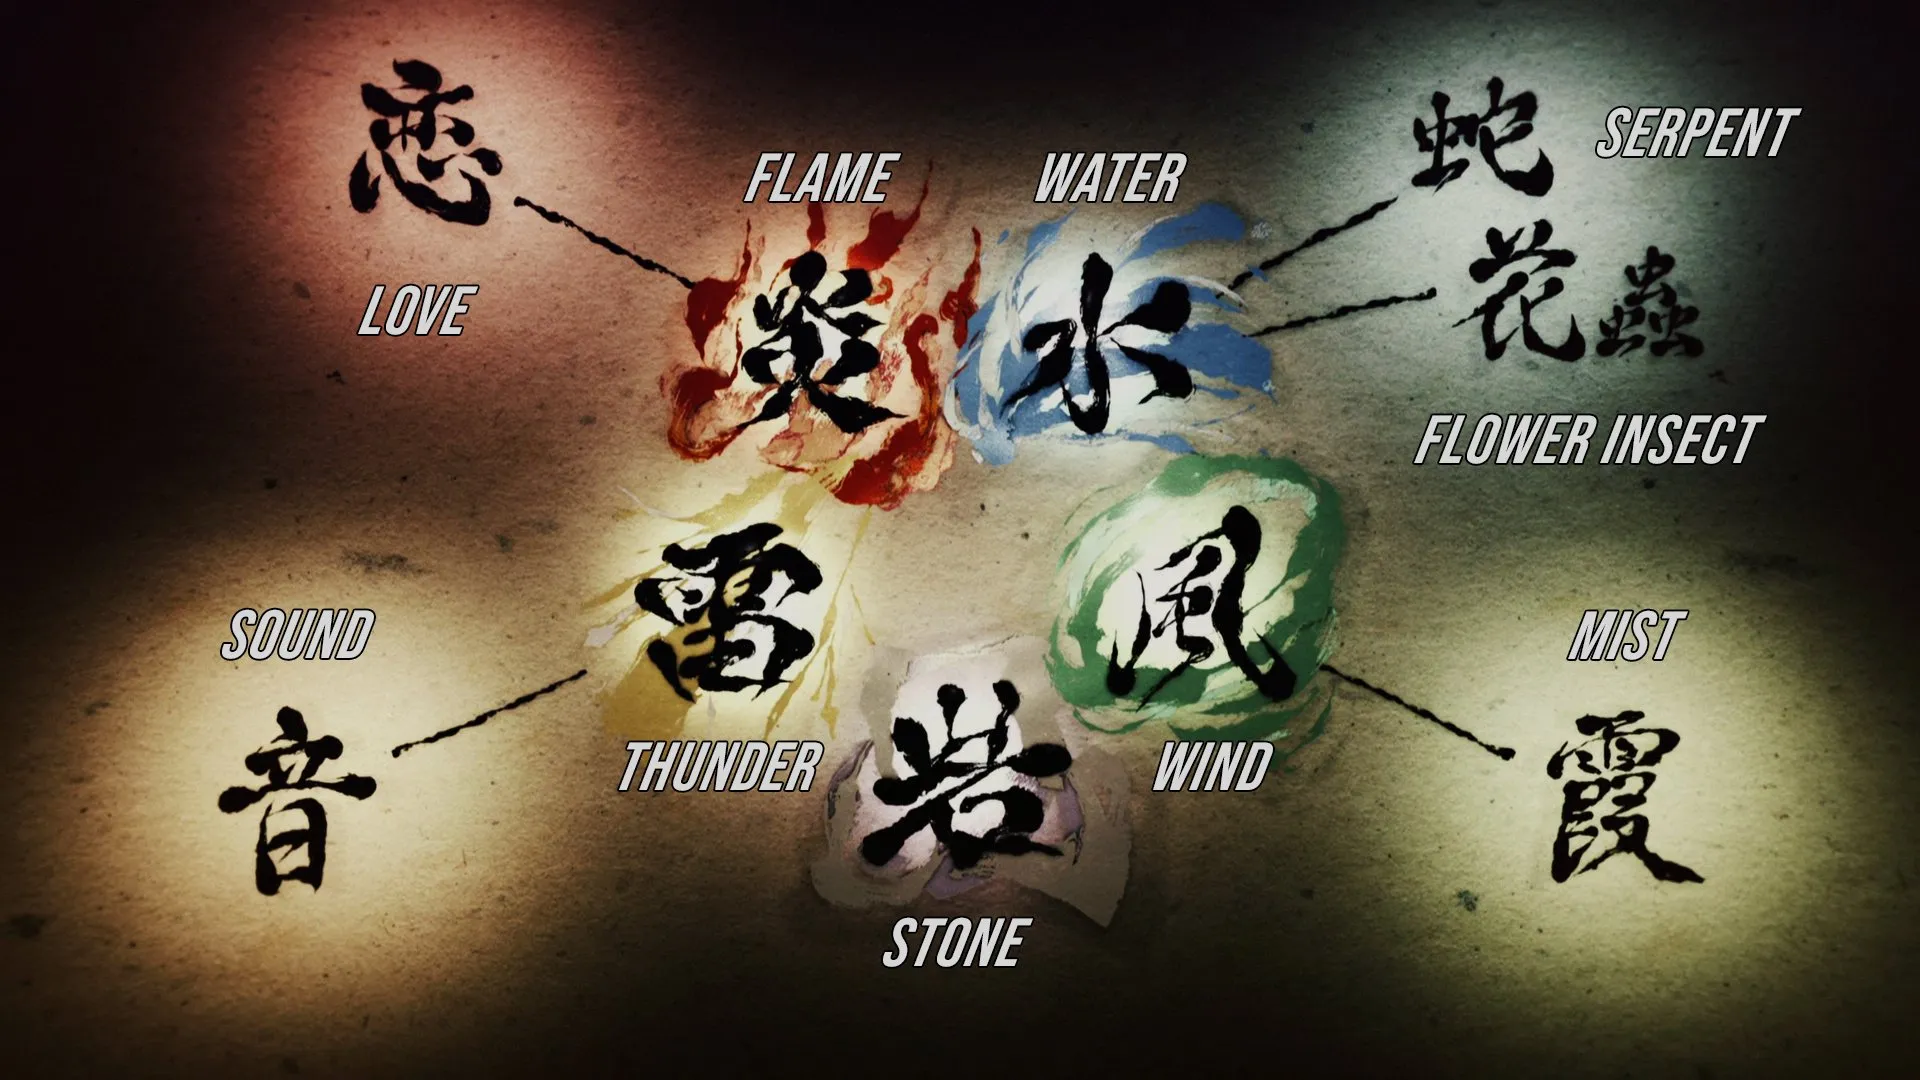 恋
LOVE
FLAME
炎
WATER
水
蛇
SERPENT
花蟲
FLOWER INSECT
SOUND
音
雷
THUNDER
風
WIND
MIST
霞
岩
STONE